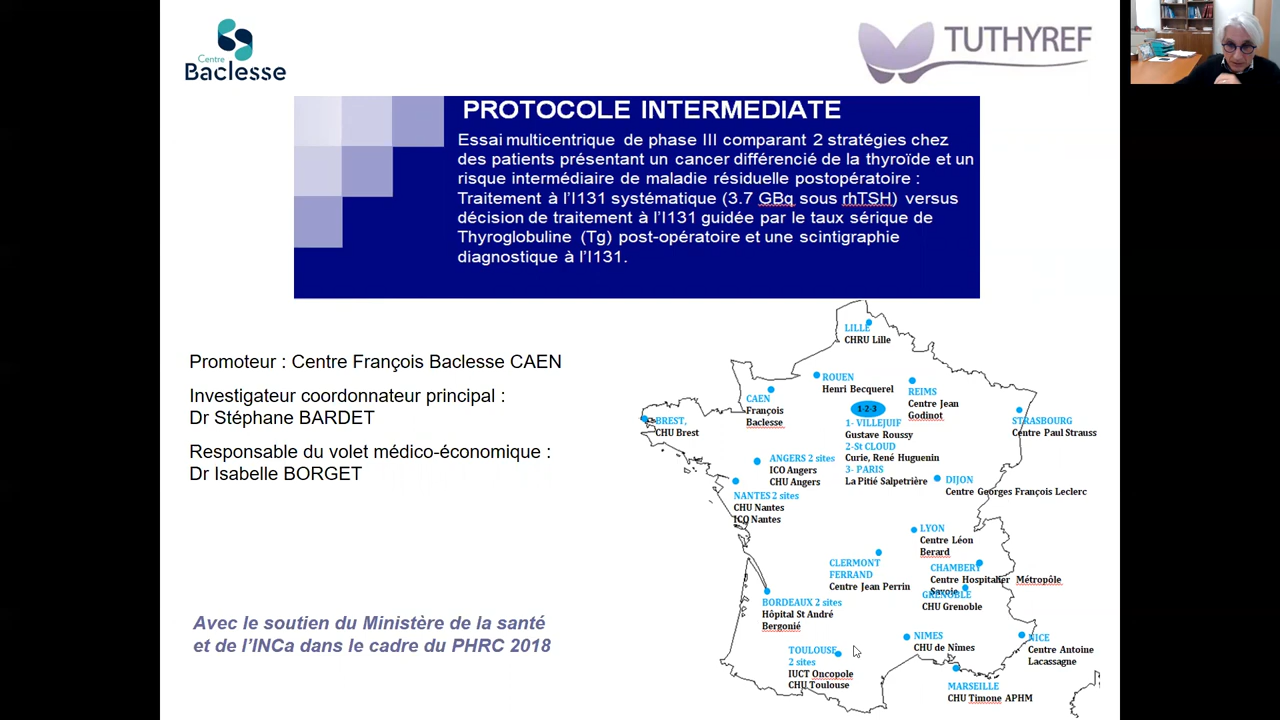 Centre
Baclesse
TUTHYREF
PROTOCOLE INTERMEDIATE
Essai multicentrique de phase III comparant 2 stratégies chez
des patients présentant un cancer différencié de la thyroïde et un
risque intermédiaire de maladie résiduelle postopératoire :
Traitement à l'I131 systématique (3.7 GBq sous rhTSH) versus
décision de traitement à l'I131 guidée par le taux sérique de
Thyroglobuline (Tg) post-opératoire et une scintigraphie
diagnostique à l'I131.
Promoteur : Centre François Baclesse CAEN
Investigateur coordonnateur principal :
Dr Stéphane BARDET
Responsable du volet médico-économique :
Dr Isabelle BORGET
Avec le soutien du Ministère de la santé
et de l'INCa dans le cadre du PHRC 2018
LILLE
CHRU Lille
ROUEN
Henri Becquerel
REIMS
Centre Jean
Godinot
CAEN
François
Baclesse
1-2-3
1- VILLEJUIF
Gustave Roussy
2-St CLOUD
Curie, René Huguenin
3- PARIS
La Pitié Salpetrière
BREST,
CHU Brest
STRASBOURG
Centre Paul Strauss
ANGERS 2 sites
ICO Angers
CHU Angers
NANTES 2 sites
CHU Nantes
ICO Nantes
DIJON
Centre Georges François Leclerc
LYON
Centre Léon
Berard
CLERMONT
FERRAND
Centre Jean Perrin
CHAMBERY
Centre Hospitalier Métropôle
Savoie
GRENOBLE
CHU Grenoble
BORDEAUX 2 sites
Hôpital St André
Bergonié
TOULOUSE
2 sites
IUCT Oncopole
CHU Toulouse
NIMES
CHU de Nîmes
NICE
Centre Antoine
Lacassagne
MARSEILLE
CHU Timone APHM